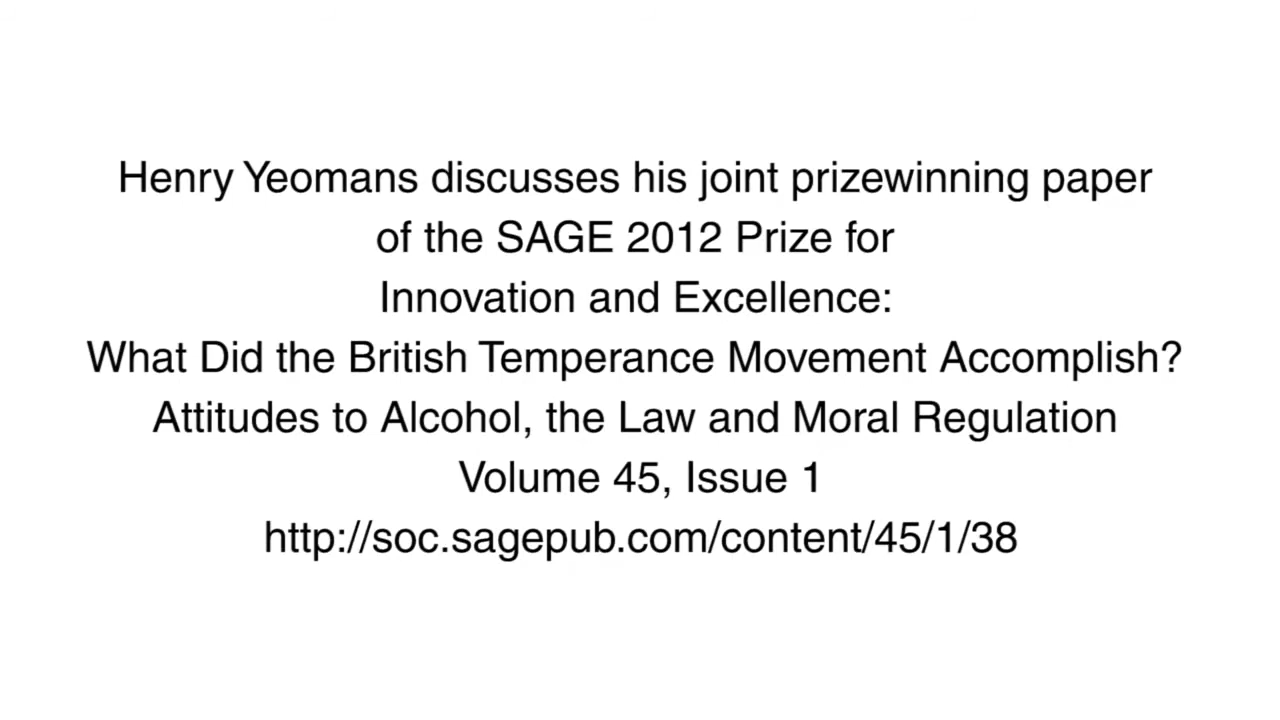 Henry Yeomans discusses his joint prizewinning paper
of the SAGE 2012 Prize for
Innovation and Excellence:
What Did the British Temperance Movement Accomplish?
Attitudes to Alcohol, the Law and Moral Regulation
Volume 45, Issue 1
http://soc.sagepub.com/content/45/1/38